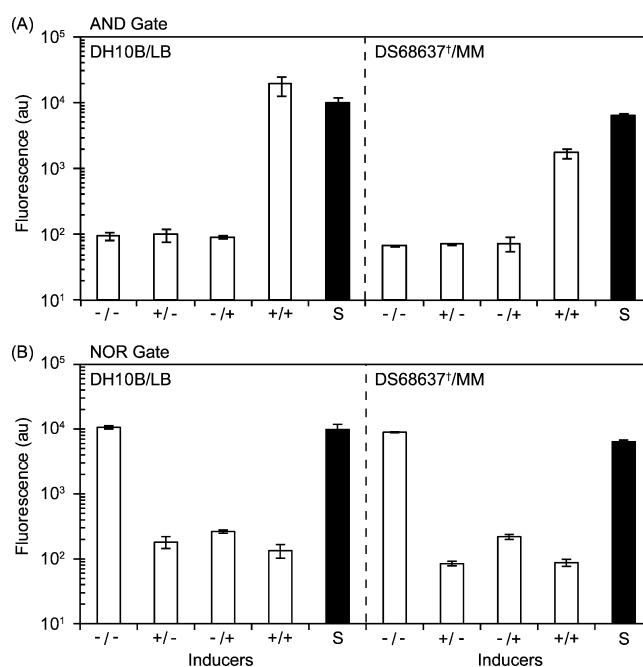 (A) AND Gate
DH10B/LB DS68637†/MM
Fluorescence (au)
10⁵
10⁴
10³
10²
10¹
-/- +/- -/+ +/+ S -/- +/- -/+ +/+ S
(B) NOR Gate
DH10B/LB DS68637†/MM
Fluorescence (au)
10⁵
10⁴
10³
10²
10¹
-/- +/- -/+ +/+ S -/- +/- -/+ +/+ S
Inducers Inducers